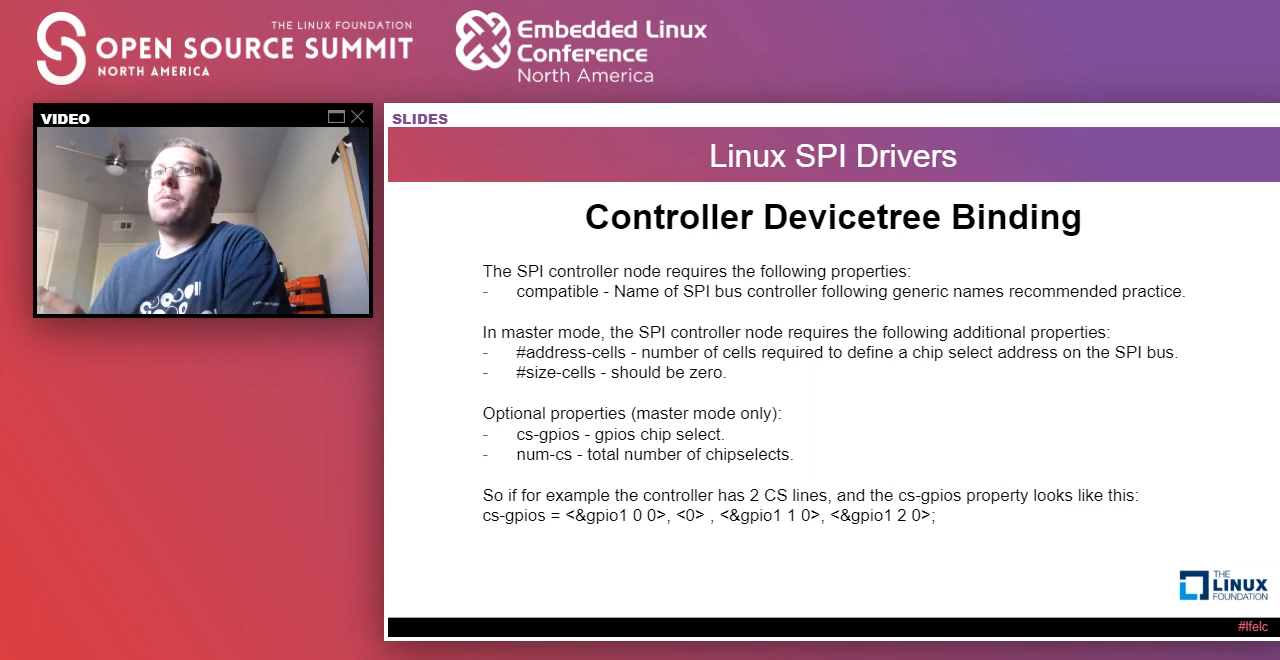 THE LINUX FOUNDATION
OPEN SOURCE SUMMIT
NORTH AMERICA
Embedded Linux
Conference
North America
VIDEO
SLIDES
Linux SPI Drivers
Controller Devicetree Binding
The SPI controller node requires the following properties:
- compatible - Name of SPI bus controller following generic names recommended practice.
In master mode, the SPI controller node requires the following additional properties:
- #address-cells - number of cells required to define a chip select address on the SPI bus.
- #size-cells - should be zero.
Optional properties (master mode only):
- cs-gpios - gpios chip select.
- num-cs - total number of chipselects.
So if for example the controller has 2 CS lines, and the cs-gpios property looks like this:
cs-gpios = <&gpio1 0 0>, <0> , <&gpio1 1 0>, <&gpio1 2 0>;
THE
LINUX
FOUNDATION
#lfelc